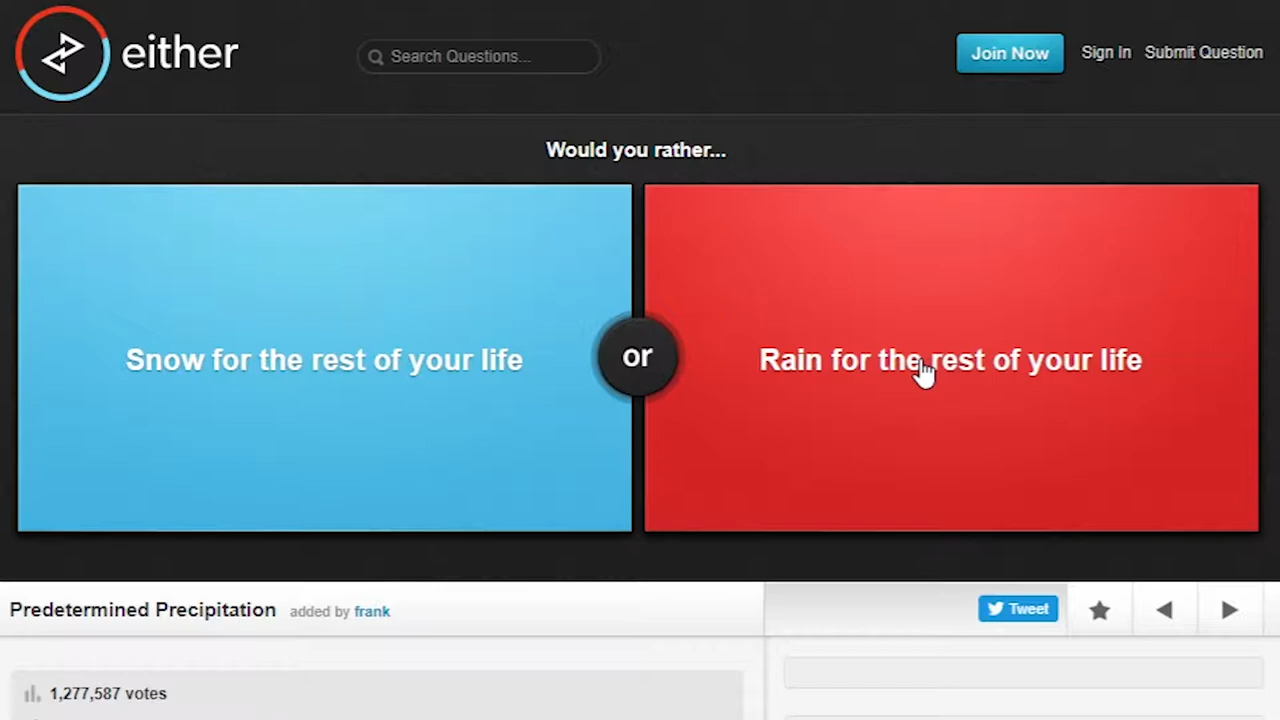 either
Search Questions...
Join Now
Sign In
Submit Question
Would you rather...
Snow for the rest of your life
or
Rain for the rest of your life
Predetermined Precipitation added by frank
Tweet
1,277,587 votes